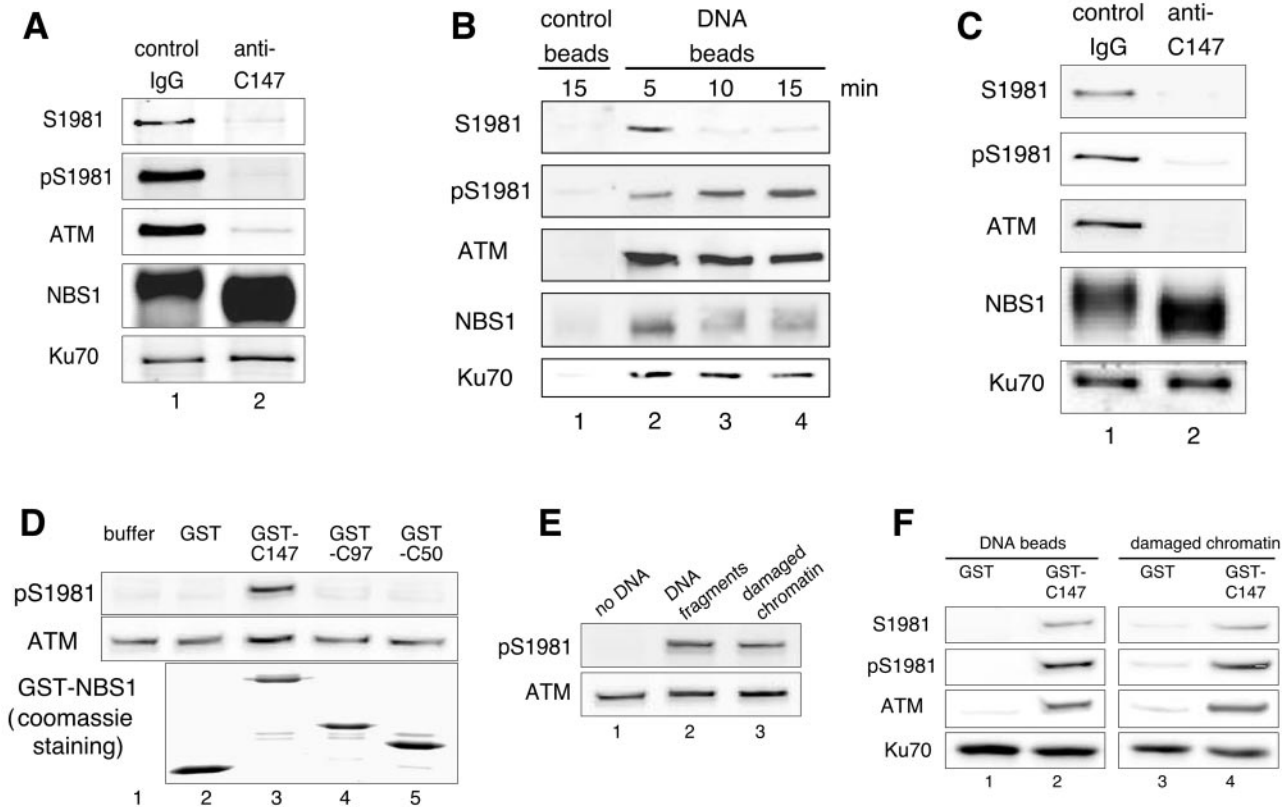 A
control anti-
IgG C147
S1981
pS1981
ATM
NBS1
Ku70
1 2
B
control DNA
beads beads
15 5 10 15 min
S1981
pS1981
ATM
NBS1
Ku70
1 2 3 4
C
control anti-
IgG C147
S1981
pS1981
ATM
NBS1
Ku70
1 2
D
buffer GST GST- GST GST
C147 -C97 -C50
pS1981
ATM
GST-NBS1
(coomassie
staining)
1 2 3 4 5
E
no DNA
DNA
fragments
damaged
chromatin
pS1981
ATM
1 2 3
F
DNA beads damaged chromatin
GST GST- GST GST-
C147 C147
S1981
pS1981
ATM
Ku70
1 2 3 4